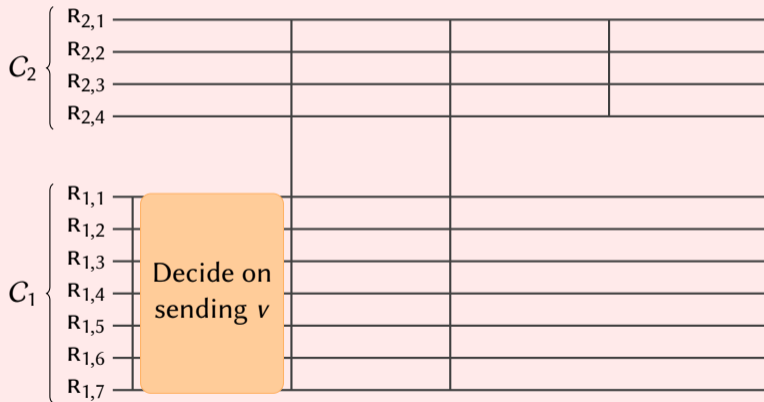 C₂
R₂,₁
R₂,₂
R₂,₃
R₂,₄
C₁
R₁,₁
R₁,₂
R₁,₃
R₁,₄
R₁,₅
R₁,₆
R₁,₇
Decide on
sending v